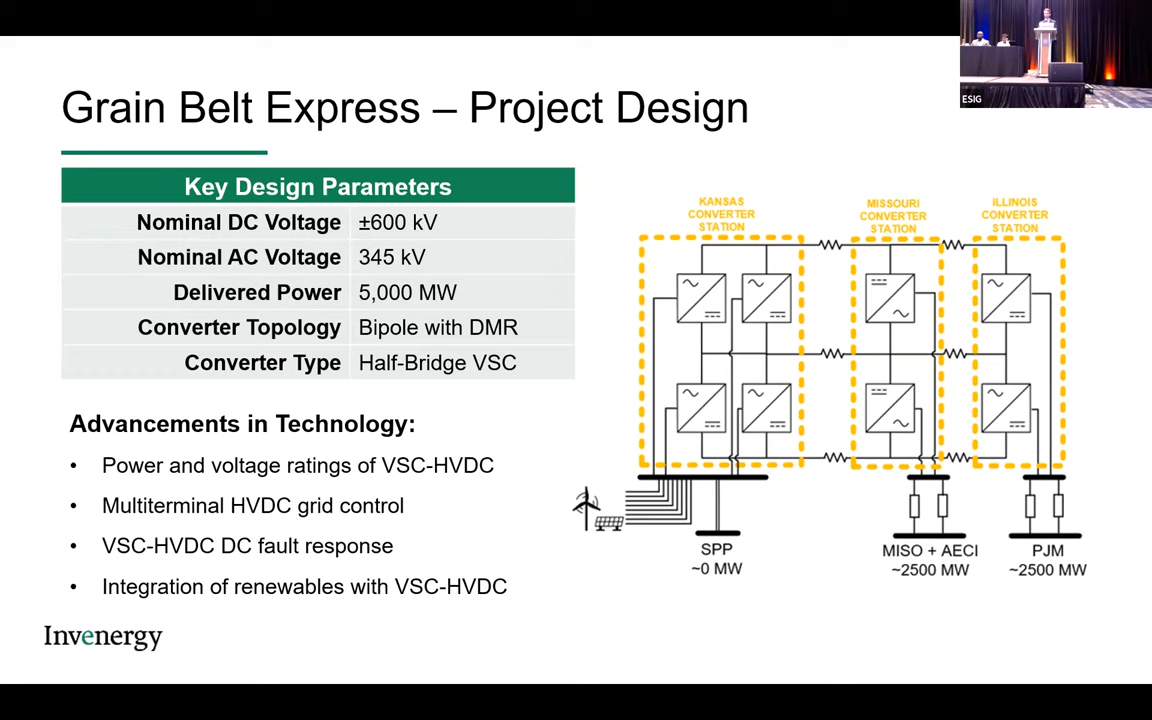 ESIG
Grain Belt Express – Project Design
Key Design Parameters
Nominal DC Voltage ±600 kV
Nominal AC Voltage 345 kV
Delivered Power 5,000 MW
Converter Topology Bipole with DMR
Converter Type Half-Bridge VSC
Advancements in Technology:
• Power and voltage ratings of VSC-HVDC
• Multiterminal HVDC grid control
• VSC-HVDC DC fault response
• Integration of renewables with VSC-HVDC
Invenergy
KANSAS
CONVERTER
STATION
MISSOURI
CONVERTER
STATION
ILLINOIS
CONVERTER
STATION
SPP
~0 MW
MISO + AECI
~2500 MW
PJM
~2500 MW